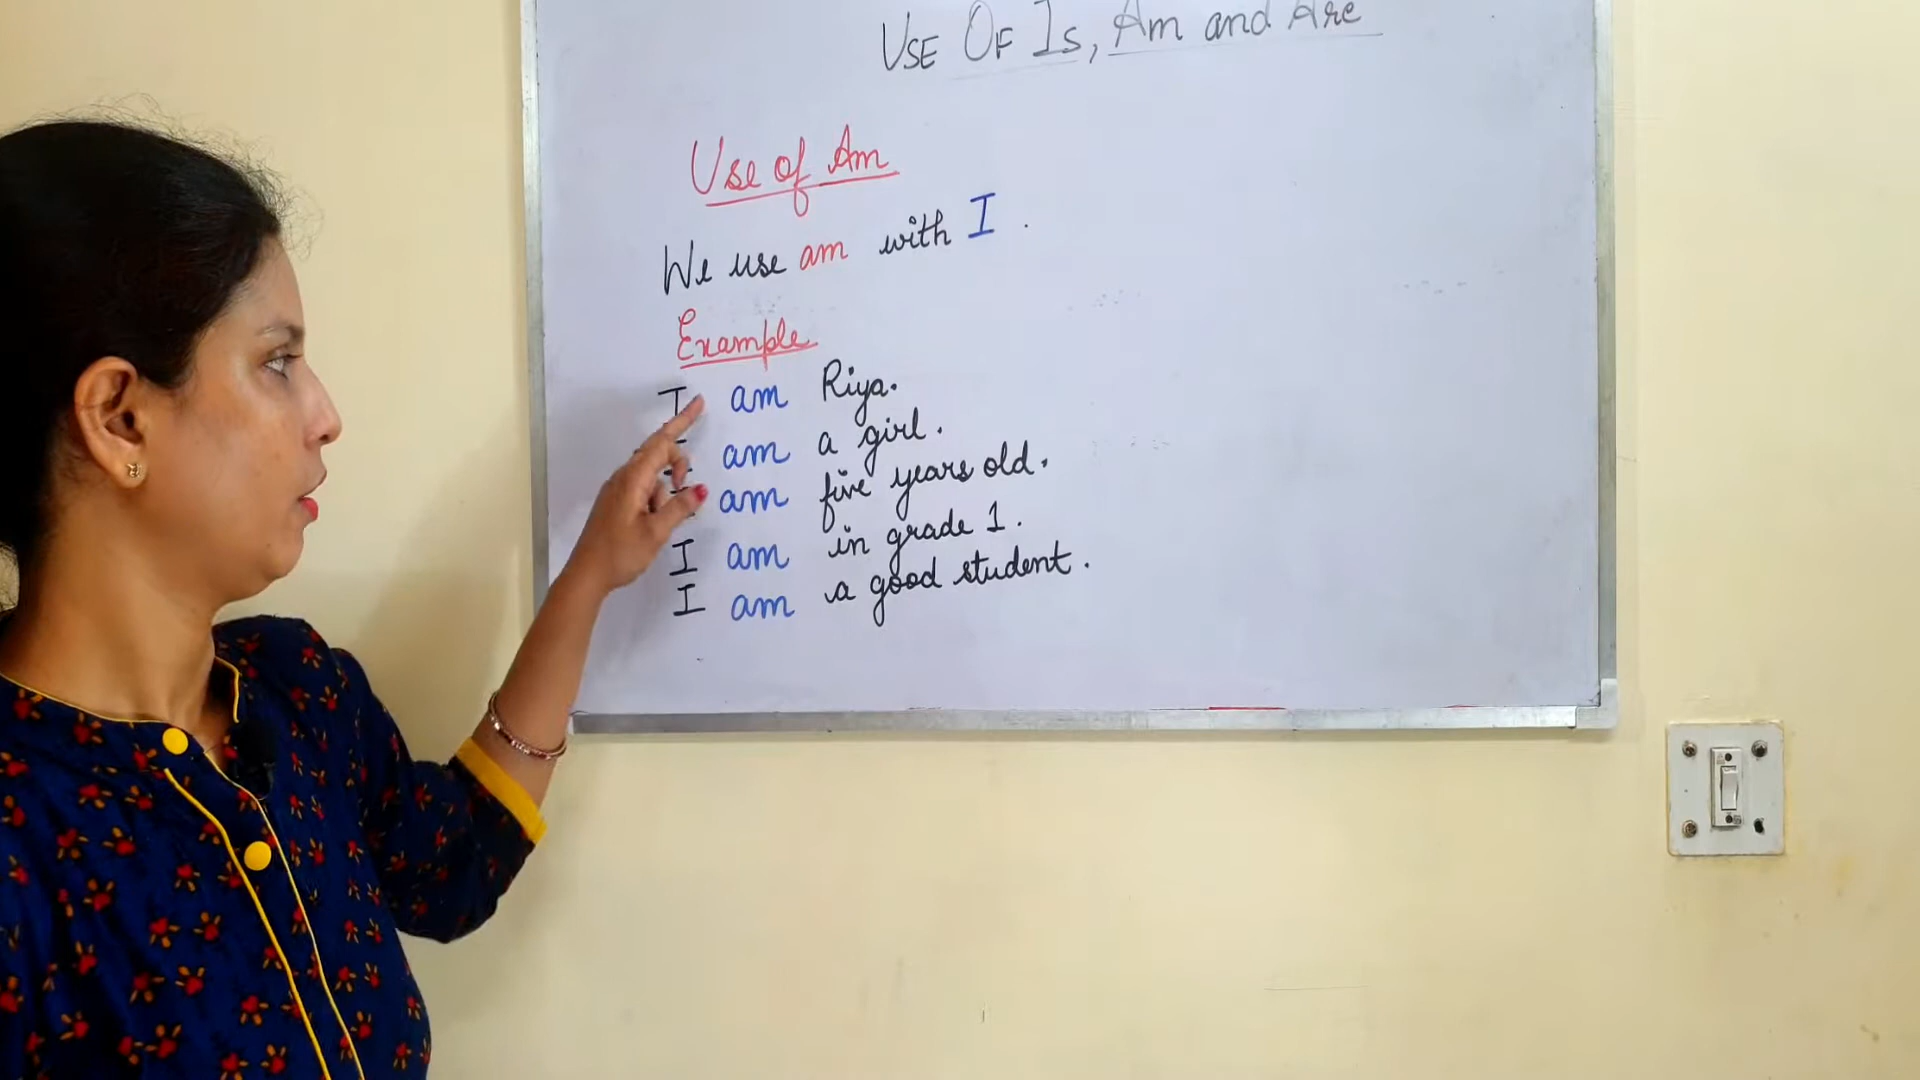 USE OF IS, Am and Are
Use of Am
We use am with I .
Example
I am Riya.
I am a girl.
I am five years old.
I am in grade 1.
I am a good student.